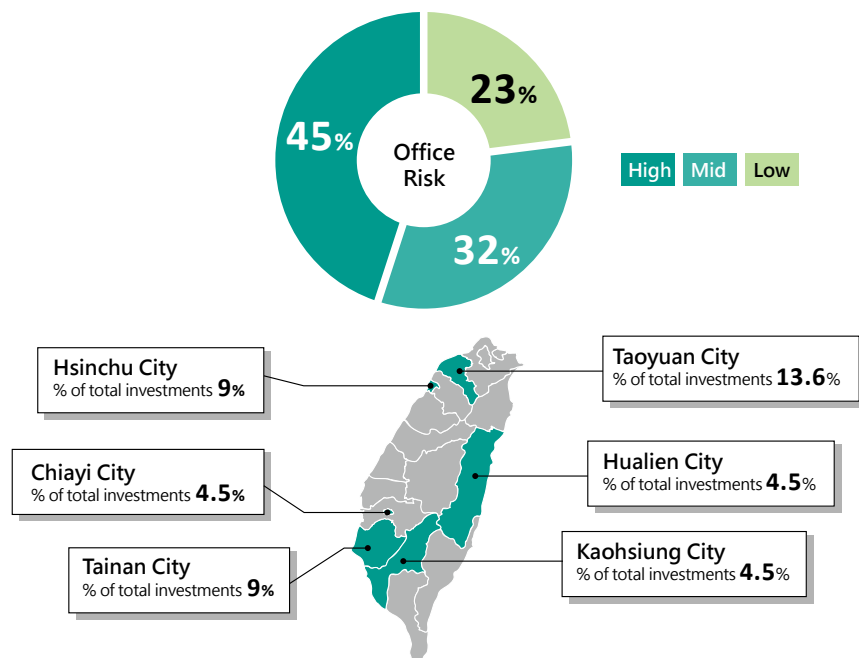 23%
45%
Office
Risk
32%
High Mid Low
Hsinchu City
% of total investments 9%
Taoyuan City
% of total investments 13.6%
Chiayi City
% of total investments 4.5%
Hualien City
% of total investments 4.5%
Tainan City
% of total investments 9%
Kaohsiung City
% of total investments 4.5%